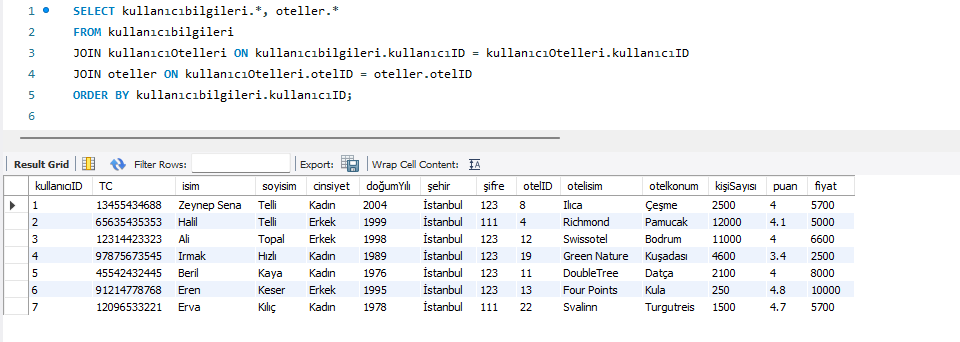 1 SELECT kullanıcıbilgileri.*, oteller.*
2 FROM kullanıcıbilgileri
3 JOIN kullanıcıOtelleri ON kullanıcıbilgileri.kullanıcıID = kullanıcıOtelleri.kullanıcıID
4 JOIN oteller ON kullanıcıOtelleri.otelID = oteller.otelID
5 ORDER BY kullanıcıbilgileri.kullanıcıID;
6
Result Grid Filter Rows: Export: Wrap Cell Content: IA
kullanıcıID TC isim soyisim cinsiyet doğumYılı şehir şifre otelID otelisim otelkonum kişiSayısı puan fiyat
1 13455434688 Zeynep Sena Telli Kadın 2004 İstanbul 123 8 Ilıca Çeşme 2500 4 5700
2 65635435353 Halil Telli Erkek 1999 İstanbul 111 4 Richmond Pamucak 12000 4.1 5000
3 12314423323 Ali Topal Erkek 1998 İstanbul 123 12 Swissotel Bodrum 11000 4 6600
4 97875673545 Irmak Hızlı Kadın 1989 İstanbul 123 19 Green Nature Kuşadası 4600 3.4 2500
5 45542432445 Beril Kaya Kadın 1976 İstanbul 123 11 DoubleTree Datça 2100 4 8000
6 91214778768 Eren Keser Erkek 1995 İstanbul 123 13 Four Points Kula 250 4.8 10000
7 12096533221 Erva Kılıç Kadın 1978 İstanbul 111 22 Svalinn Turgutreis 1500 4.7 5700